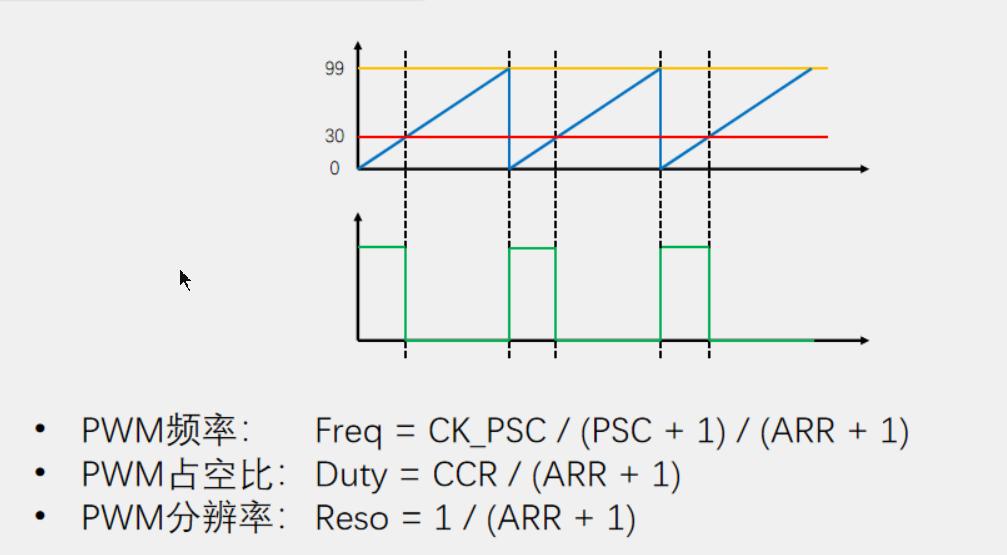 99
30
0
• PWM频率： Freq = CK_PSC / (PSC + 1) / (ARR + 1)
• PWM占空比： Duty = CCR / (ARR + 1)
• PWM分辨率： Reso = 1 / (ARR + 1)